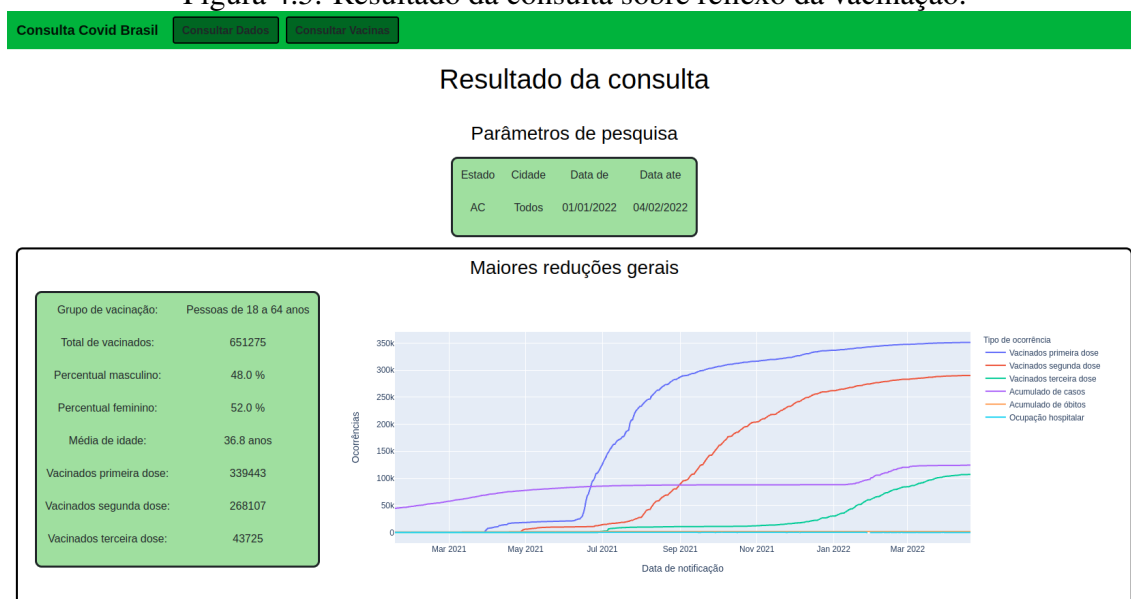 Figura 4.5: Resultado da consulta sobre reflexo da vacinação.
Consulta Covid Brasil Consultar Dados Consultar Vacinas
Resultado da consulta
Parâmetros de pesquisa
Estado Cidade Data de Data ate
AC Todos 01/01/2022 04/02/2022
Maiores reduções gerais
Grupo de vacinação: Pessoas de 18 a 64 anos
Total de vacinados: 651275
Percentual masculino: 48.0 %
Percentual feminino: 52.0 %
Média de idade: 36.8 anos
Vacinados primeira dose: 339443
Vacinados segunda dose: 268107
Vacinados terceira dose: 43725
Ocorrências
350k
300k
250k
200k
150k
100k
50k
0
Mar 2021 May 2021 Jul 2021 Sep 2021 Nov 2021 Jan 2022 Mar 2022
Data de notificação
Tipo de ocorrência
Vacinados primeira dose
Vacinados segunda dose
Vacinados terceira dose
Acumulado de casos
Acumulado de óbitos
Ocupação hospitalar